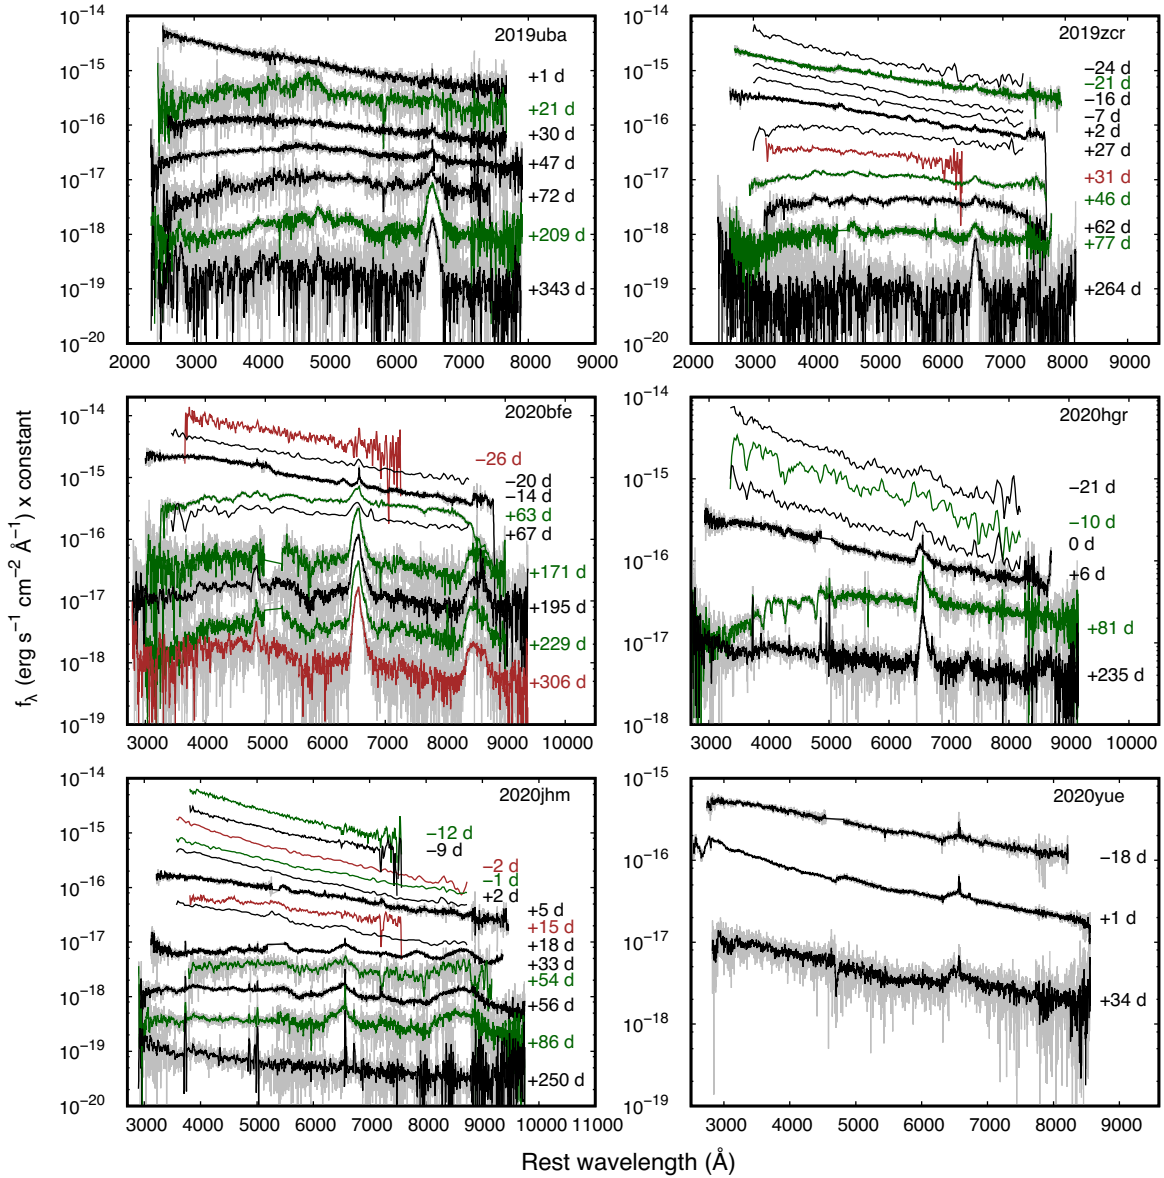 10⁻¹⁴
10⁻¹⁵
10⁻¹⁶
10⁻¹⁷
10⁻¹⁸
10⁻¹⁹
10⁻²⁰
2019uba
+1 d
+21 d
+30 d
+47 d
+72 d
+209 d
+343 d
2000 3000 4000 5000 6000 7000 8000 9000
10⁻¹⁴
10⁻¹⁵
10⁻¹⁶
10⁻¹⁷
10⁻¹⁸
10⁻¹⁹
10⁻²⁰
2019zcr
−24 d
−21 d
−16 d
−7 d
+2 d
+27 d
+31 d
+46 d
+62 d
+77 d
+264 d
2000 3000 4000 5000 6000 7000 8000 9000
f_λ (erg s⁻¹ cm⁻² Å⁻¹) x constant
10⁻¹⁴
10⁻¹⁵
10⁻¹⁶
10⁻¹⁷
10⁻¹⁸
10⁻¹⁹
2020bfe
−26 d
−20 d
−14 d
+63 d
+67 d
+171 d
+195 d
+229 d
+306 d
3000 4000 5000 6000 7000 8000 9000 10000
10⁻¹⁴
10⁻¹⁵
10⁻¹⁶
10⁻¹⁷
10⁻¹⁸
2020hgr
−21 d
−10 d
0 d
+6 d
+81 d
+235 d
3000 4000 5000 6000 7000 8000 9000 10000
10⁻¹⁴
10⁻¹⁵
10⁻¹⁶
10⁻¹⁷
10⁻¹⁸
10⁻¹⁹
10⁻²⁰
2020jhm
−12 d
−9 d
−2 d
−1 d
+2 d
+5 d
+15 d
+18 d
+33 d
+54 d
+56 d
+86 d
+250 d
3000 4000 5000 6000 7000 8000 9000 10000 11000
10⁻¹⁵
10⁻¹⁶
10⁻¹⁷
10⁻¹⁸
10⁻¹⁹
2020yue
−18 d
+1 d
+34 d
3000 4000 5000 6000 7000 8000 9000
Rest wavelength (Å)